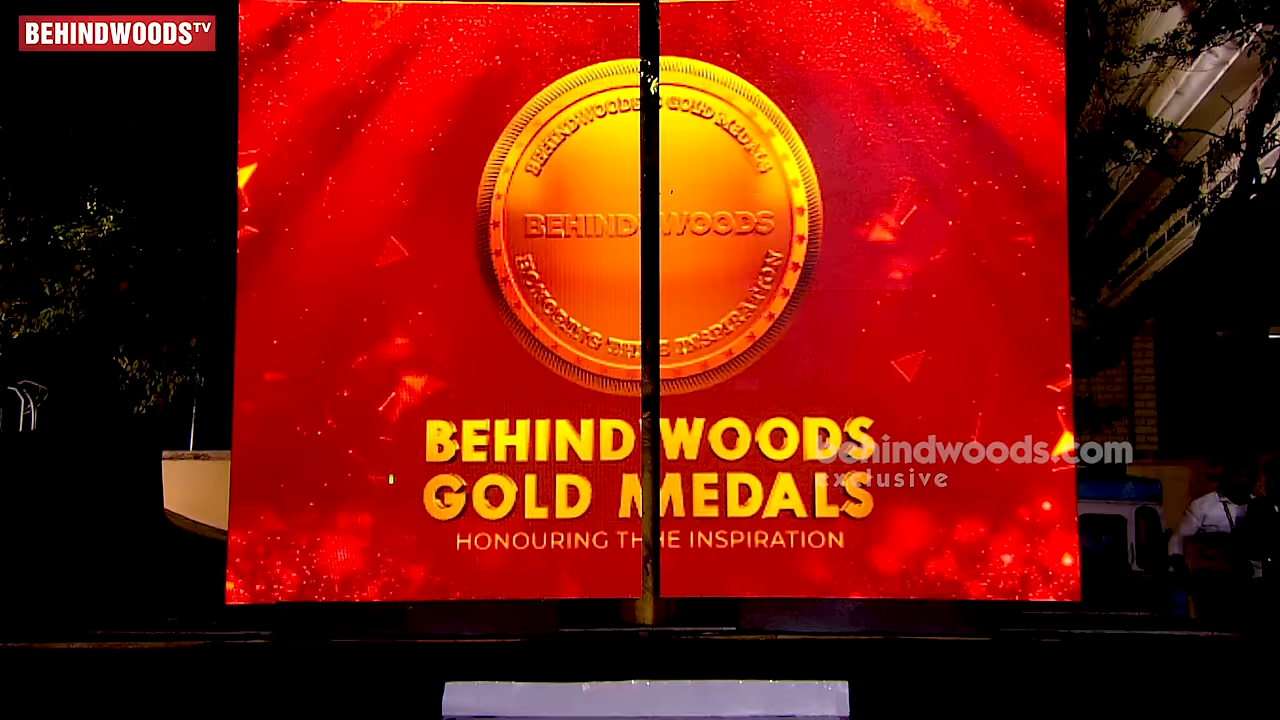 BEHINDWOODS TV
BEHINDWOODS GOLD MEDALS
BEHINDWOODS
HONOURING THE INSPIRATION
BEHINDWOODS
GOLD MEDALS
HONOURING THE INSPIRATION
behindwoods.com
exclusive